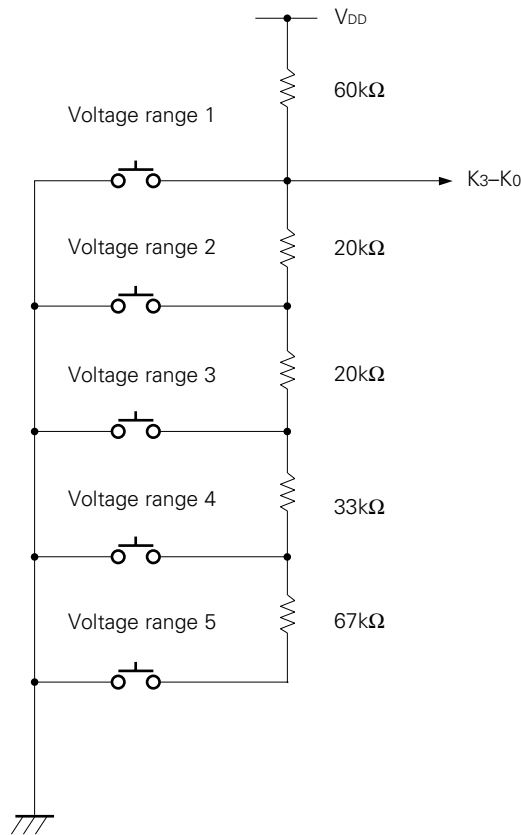 VDD
60kΩ
Voltage range 1
K3–K0
Voltage range 2
20kΩ
Voltage range 3
20kΩ
Voltage range 4
33kΩ
Voltage range 5
67kΩ